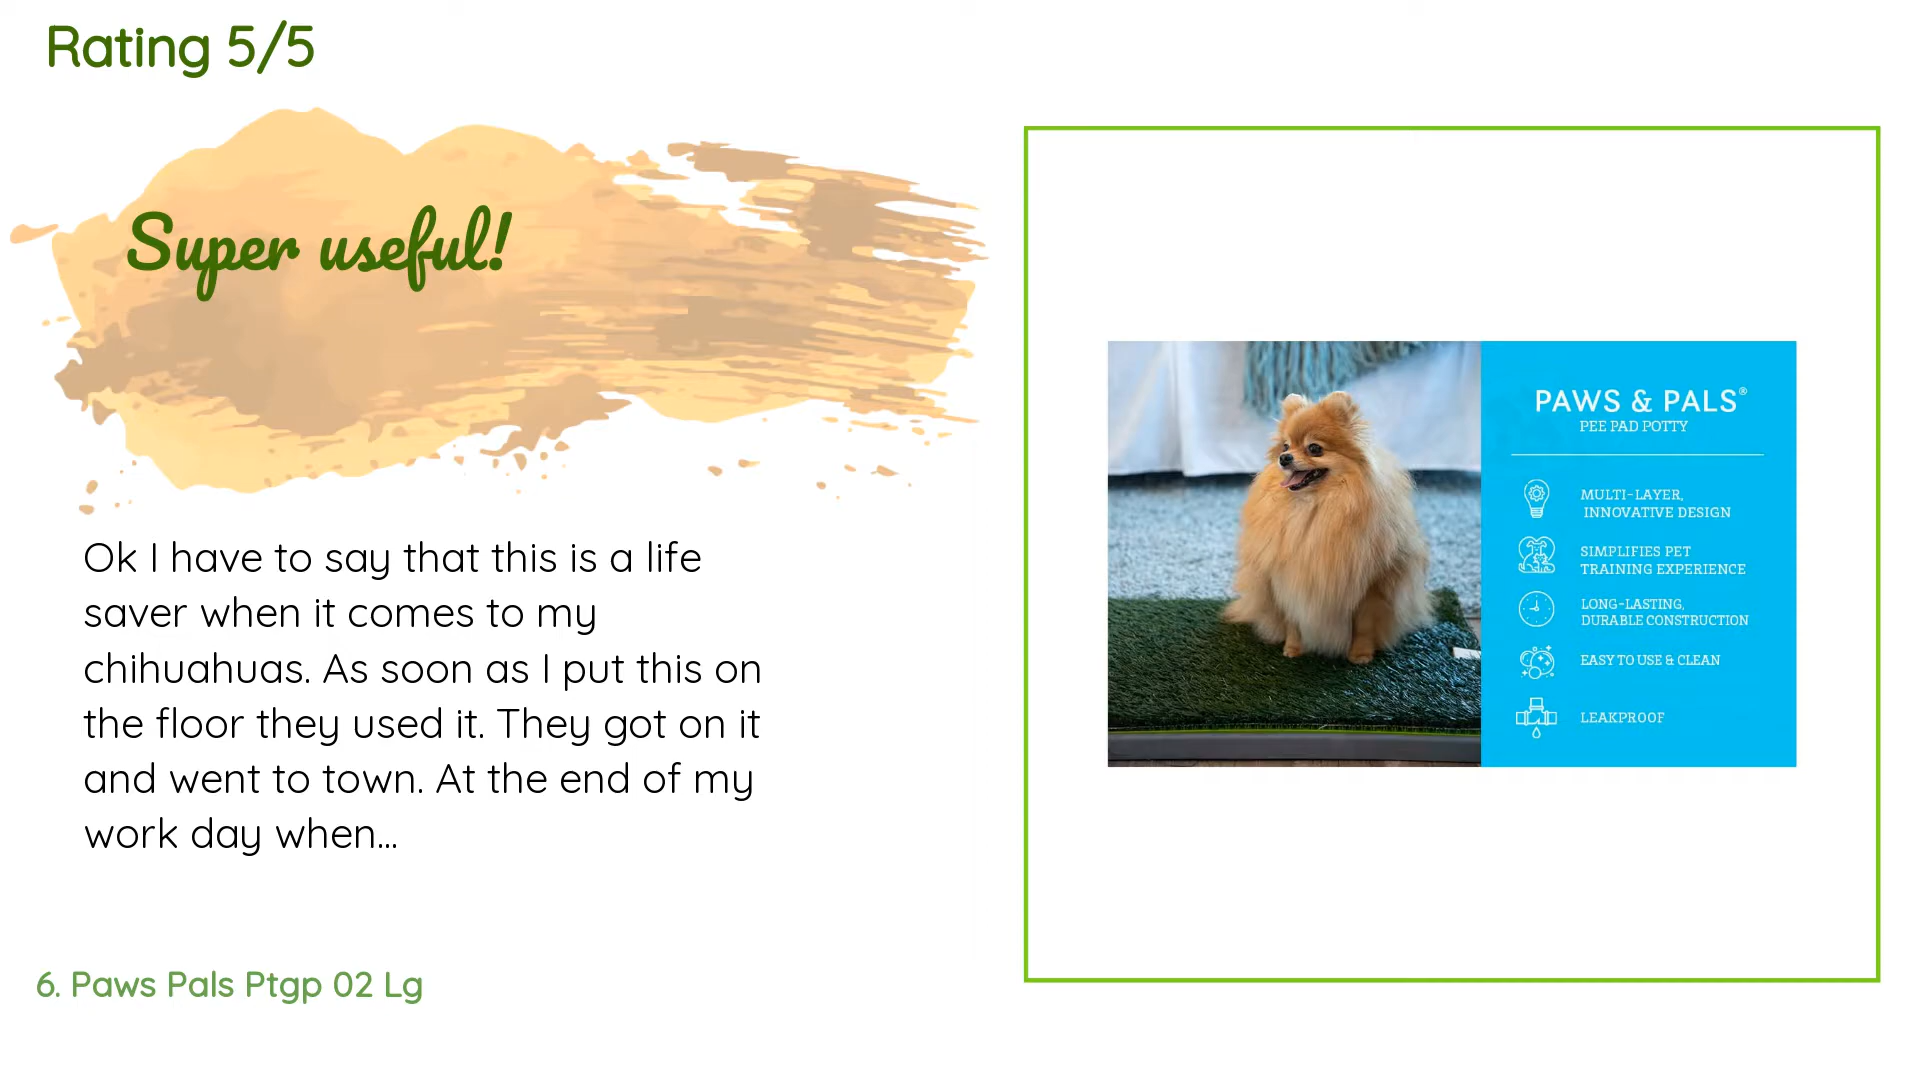 Rating 5/5
Super useful!
Ok I have to say that this is a life
saver when it comes to my
chihuahuas. As soon as I put this on
the floor they used it. They got on it
and went to town. At the end of my
work day when...
6. Paws Pals Ptgp 02 Lg
PAWS & PALS®
PEE PAD POTTY
MULTI-LAYER,
INNOVATIVE DESIGN
SIMPLIFIES PET
TRAINING EXPERIENCE
LONG-LASTING,
DURABLE CONSTRUCTION
EASY TO USE & CLEAN
LEAKPROOF